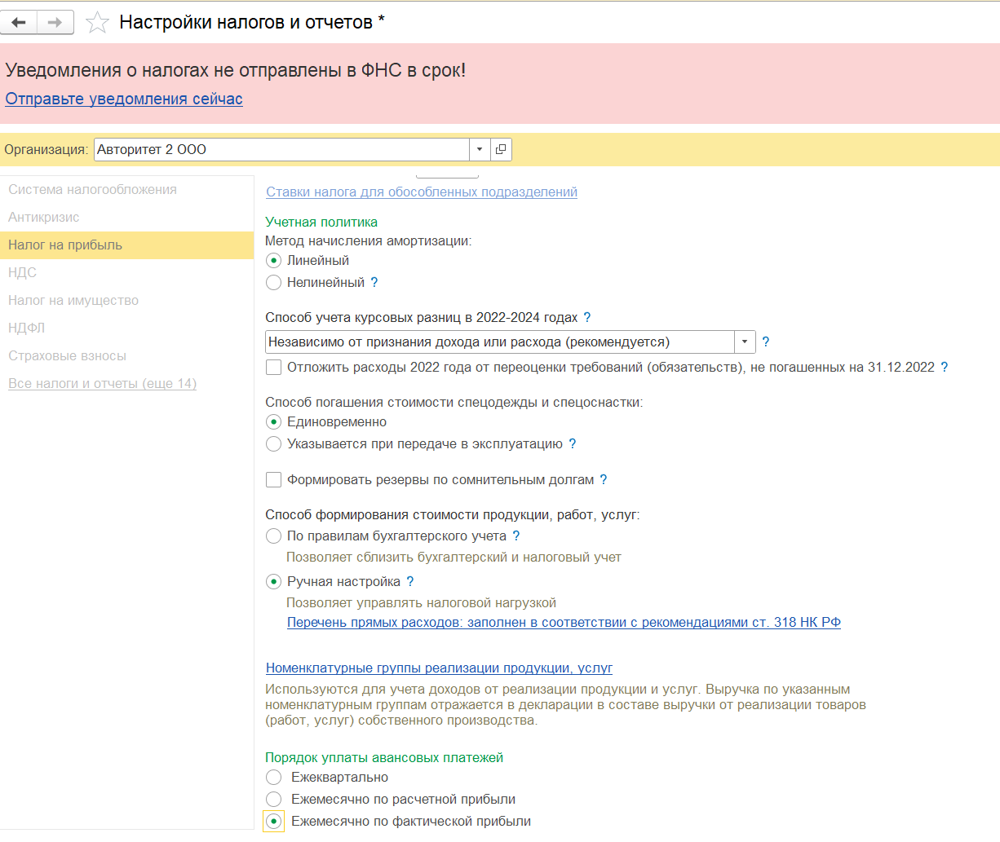 Настройки налогов и отчетов *
Уведомления о налогах не отправлены в ФНС в срок!
Отправьте уведомления сейчас
Организация: Авторитет 2 ООО
Система налогообложения
Антикризис
Налог на прибыль
НДС
Налог на имущество
НДФЛ
Страховые взносы
Все налоги и отчеты (еще 14)
Ставки налога для обособленных подразделений
Учетная политика
Метод начисления амортизации:
Линейный
Нелинейный ?
Способ учета курсовых разниц в 2022-2024 годах ?
Независимо от признания дохода или расхода (рекомендуется) ?
Отложить расходы 2022 года от переоценки требований (обязательств), не погашенных на 31.12.2022 ?
Способ погашения стоимости спецодежды и спецоснастки:
Единовременно
Указывается при передаче в эксплуатацию ?
Формировать резервы по сомнительным долгам ?
Способ формирования стоимости продукции, работ, услуг:
По правилам бухгалтерского учета ?
Позволяет сблизить бухгалтерский и налоговый учет
Ручная настройка ?
Позволяет управлять налоговой нагрузкой
Перечень прямых расходов: заполнен в соответствии с рекомендациями ст. 318 НК РФ
Номенклатурные группы реализации продукции, услуг
Используются для учета доходов от реализации продукции и услуг. Выручка по указанным
номенклатурным группам отражается в декларации в составе выручки от реализации товаров
(работ, услуг) собственного производства.
Порядок уплаты авансовых платежей
Ежеквартально
Ежемесячно по расчетной прибыли
Ежемесячно по фактической прибыли